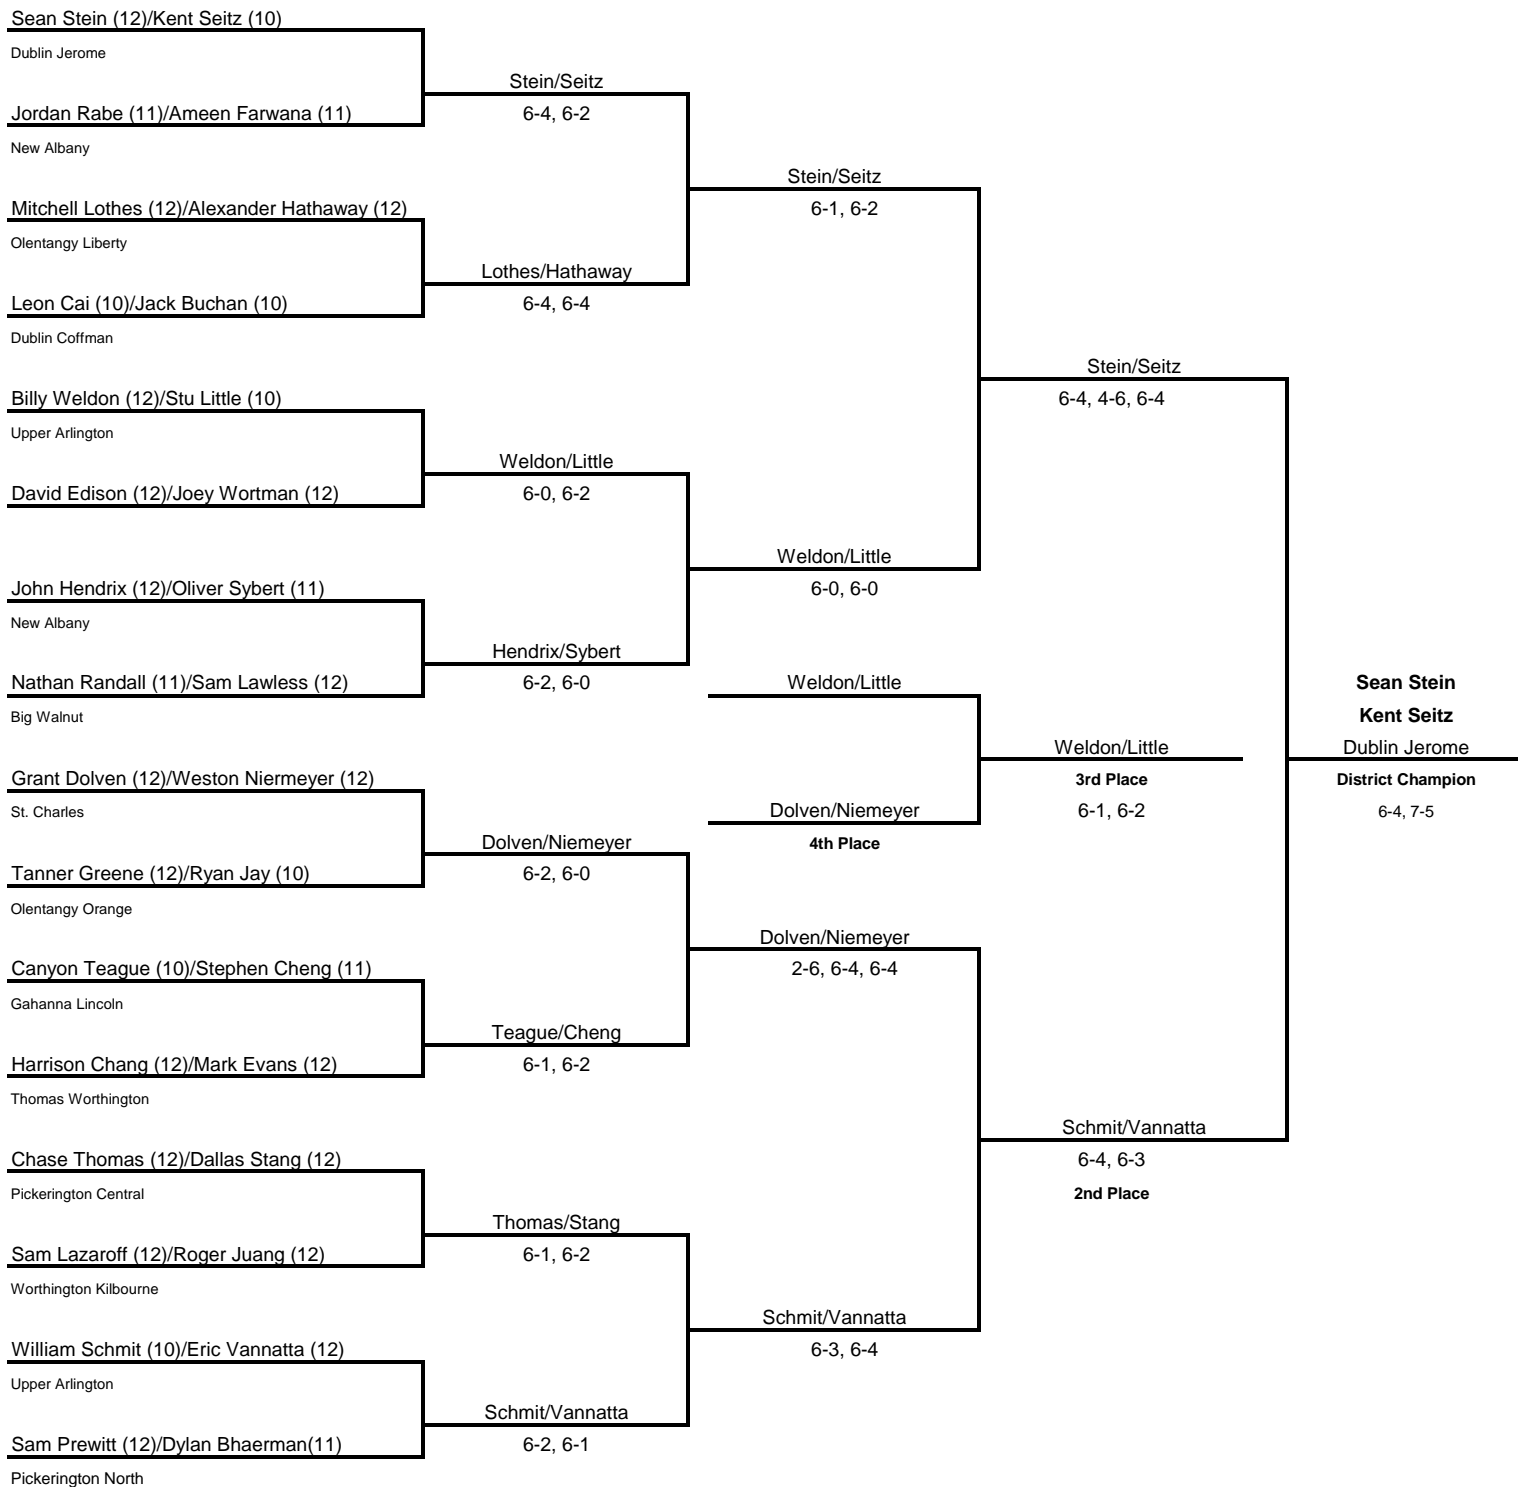 Sean Stein (12)/Kent Seitz (10)
Dublin Jerome
Stein/Seitz
Jordan Rabe (11)/Ameen Farwana (11)
6-4, 6-2
New Albany
Stein/Seitz
Mitchell Lothes (12)/Alexander Hathaway (12)
6-1, 6-2
Olentangy Liberty
Lothes/Hathaway
Leon Cai (10)/Jack Buchan (10)
6-4, 6-4
Dublin Coffman
Stein/Seitz
Billy Weldon (12)/Stu Little (10)
6-4, 4-6, 6-4
Upper Arlington
Weldon/Little
David Edison (12)/Joey Wortman (12)
6-0, 6-2
Weldon/Little
John Hendrix (12)/Oliver Sybert (11)
6-0, 6-0
New Albany
Hendrix/Sybert
Nathan Randall (11)/Sam Lawless (12)
6-2, 6-0
Weldon/Little
Sean Stein
Big Walnut
Kent Seitz
Weldon/Little
Dublin Jerome
Grant Dolven (12)/Weston Niermeyer (12)
3rd Place
District Champion
St. Charles
Dolven/Niemeyer
6-1, 6-2
6-4, 7-5
Dolven/Niemeyer
4th Place
Tanner Greene (12)/Ryan Jay (10)
6-2, 6-0
Olentangy Orange
Dolven/Niemeyer
Canyon Teague (10)/Stephen Cheng (11)
2-6, 6-4, 6-4
Gahanna Lincoln
Teague/Cheng
Harrison Chang (12)/Mark Evans (12)
6-1, 6-2
Thomas Worthington
Schmit/Vannatta
Chase Thomas (12)/Dallas Stang (12)
6-4, 6-3
Pickerington Central
2nd Place
Thomas/Stang
Sam Lazaroff (12)/Roger Juang (12)
6-1, 6-2
Worthington Kilbourne
Schmit/Vannatta
William Schmit (10)/Eric Vannatta (12)
6-3, 6-4
Upper Arlington
Schmit/Vannatta
Sam Prewitt (12)/Dylan Bhaerman(11)
6-2, 6-1
Pickerington North